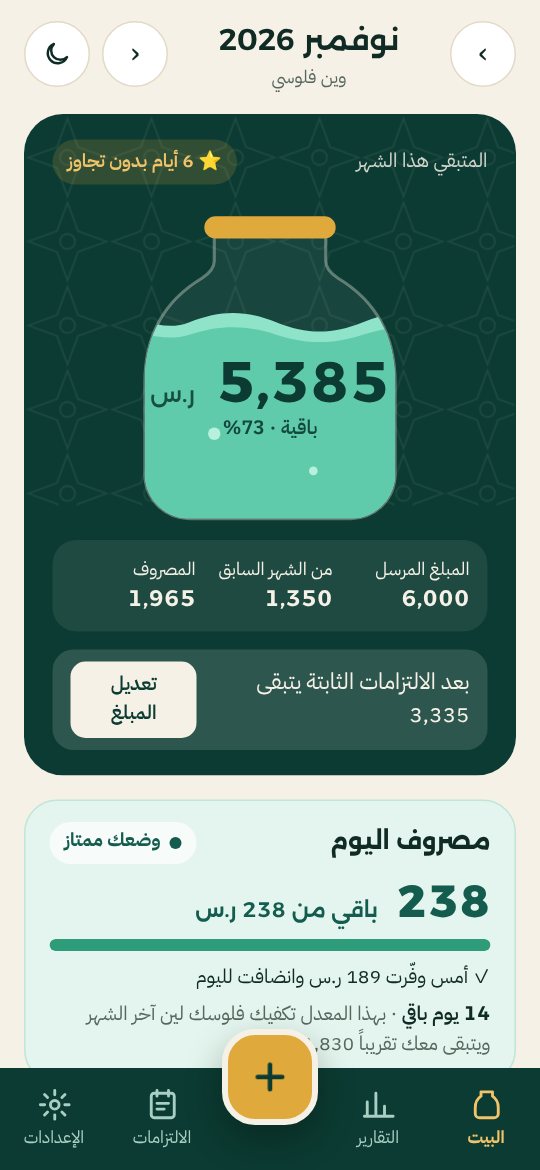 نوفمبر 2026
وين فلوسي
المتبقي هذا الشهر
⭐ 6 أيام بدون تجاوز
5,385 ر.س
باقية · 73%
المبلغ المرسل
6,000
من الشهر السابق
1,350
المصروف
1,965
بعد الالتزامات الثابتة يتبقى
3,335
تعديل
المبلغ
مصروف اليوم
● وضعك ممتاز
238 باقي من 238 ر.س
✓ أمس وفّرت 189 ر.س وانضافت لليوم
14 يوم باقي · بهذا المعدل تكفيك فلوسك لين آخر الشهر
ويتبقى معك تقريباً
البيت
التقارير
+
الالتزامات
الإعدادات